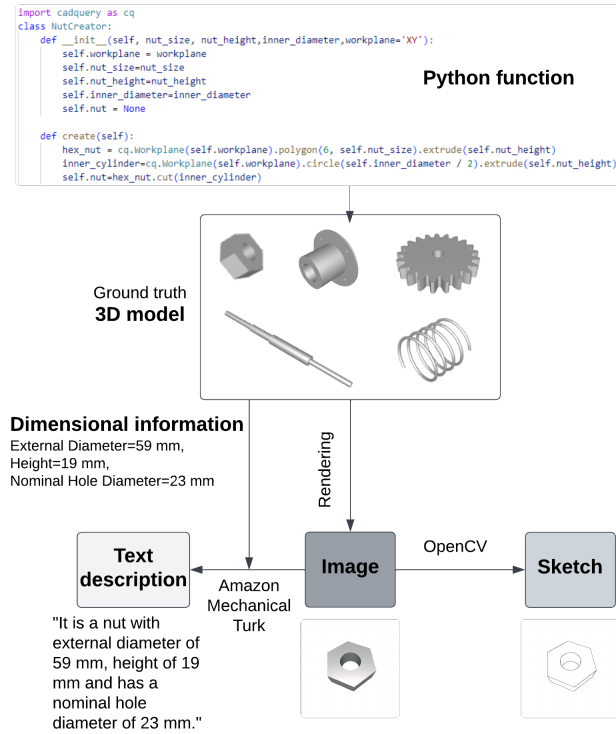 import cadquery as cq
class NutCreator:
def __init__(self, nut_size, nut_height,inner_diameter,workplane='XY'):
self.workplane = workplane
self.nut_size=nut_size
self.nut_height=nut_height
self.inner_diameter=inner_diameter
self.nut = None
Python function
def create(self):
hex_nut = cq.Workplane(self.workplane).polygon(6, self.nut_size).extrude(self.nut_height)
inner_cylinder=cq.Workplane(self.workplane).circle(self.inner_diameter / 2).extrude(self.nut_height)
self.nut=hex_nut.cut(inner_cylinder)
Ground truth
3D model
Dimensional information
External Diameter=59 mm,
Height=19 mm,
Nominal Hole Diameter=23 mm
Rendering
Text
description
Amazon
Mechanical
Turk
Image
OpenCV
Sketch
"It is a nut with
external diameter of
59 mm, height of 19
mm and has a
nominal hole
diameter of 23 mm."